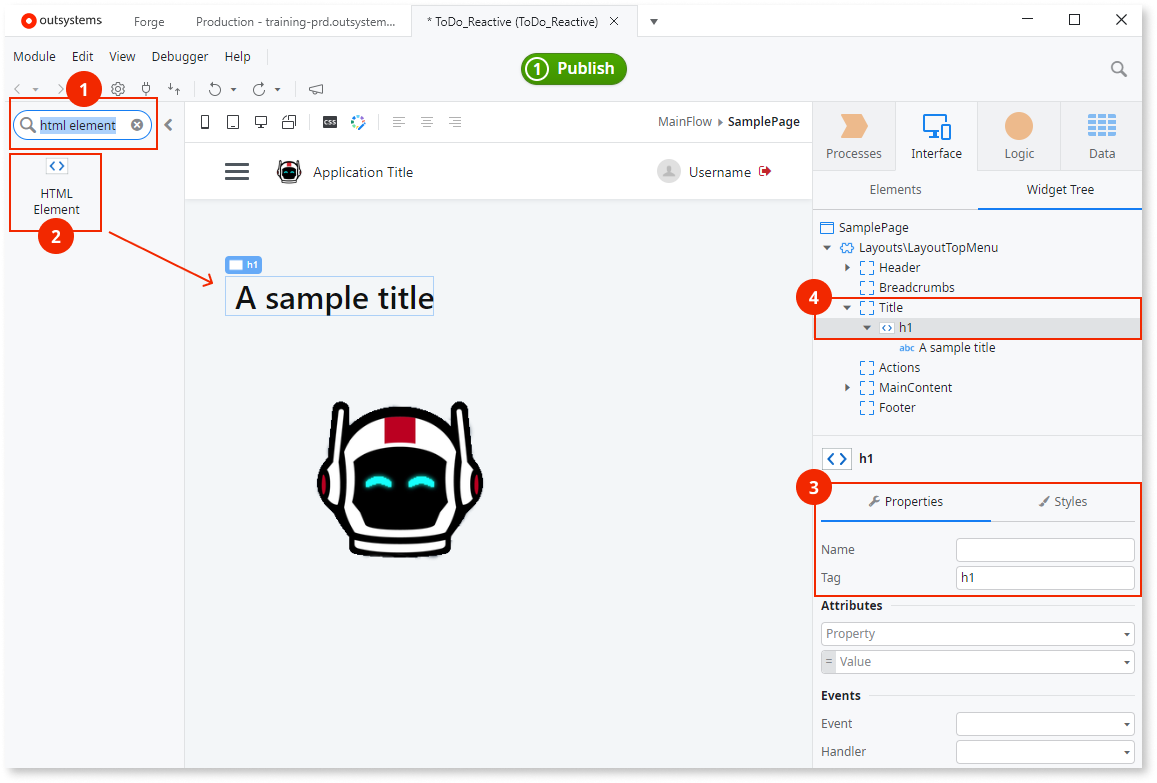 outsystems
Forge
Production - training-prd.outsystem...
* ToDo_Reactive (ToDo_Reactive)
Module Edit View Debugger Help
1 Publish
1
html element
CSS
MainFlow SamplePage
Processes Interface Logic Data
HTML
Element
2
Application Title
Username
Elements Widget Tree
SamplePage
Layouts\LayoutTopMenu
Header
Breadcrumbs
4
Title
h1
abc A sample title
Actions
MainContent
Footer
h1
A sample title
h1
3
Properties Styles
Name
Tag h1
Attributes
Property
= Value
Events
Event
Handler